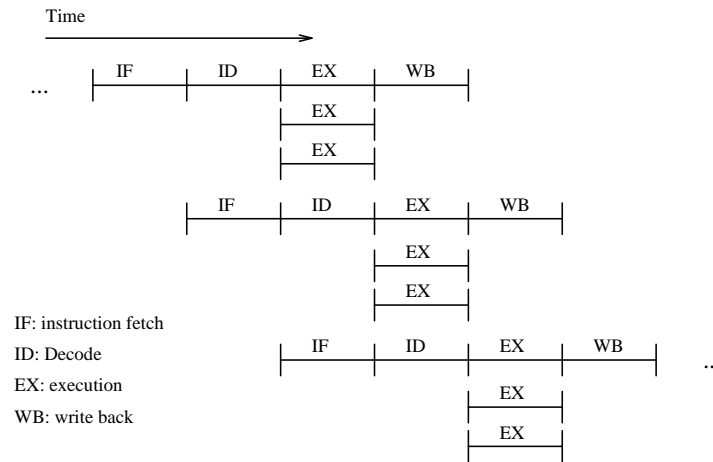 Time
... IF ID EX WB
EX
EX
IF ID EX WB
EX
EX
IF: instruction fetch
ID: Decode
IF ID EX WB ..
EX: execution
EX
WB: write back
EX